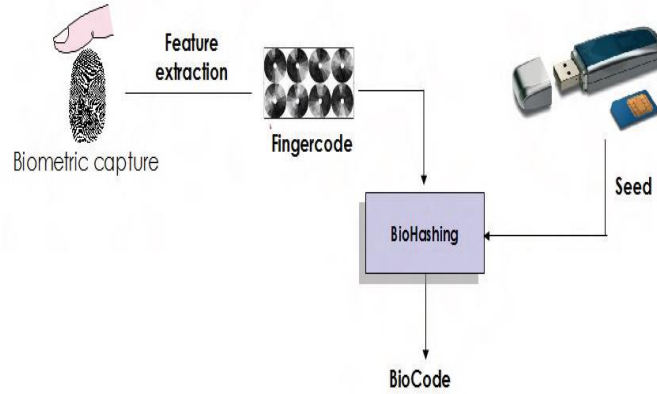 Feature
extraction
Biometric capture
Fingercode
Seed
BioHashing
BioCode